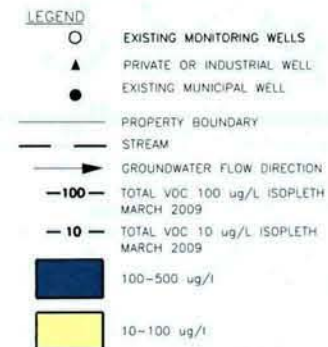 LEGEND
EXISTING MONITORING WELLS
PRIVATE OR INDUSTRIAL WELL
EXISTING MUNICIPAL WELL
PROPERTY BOUNDARY
STREAM
GROUNDWATER FLOW DIRECTION
—100— TOTAL VOC 100 ug/L ISOPLETH
MARCH 2009
— 10 — TOTAL VOC 10 ug/L ISOPLETH
MARCH 2009
100-500 ug/l
10-100 ug/l